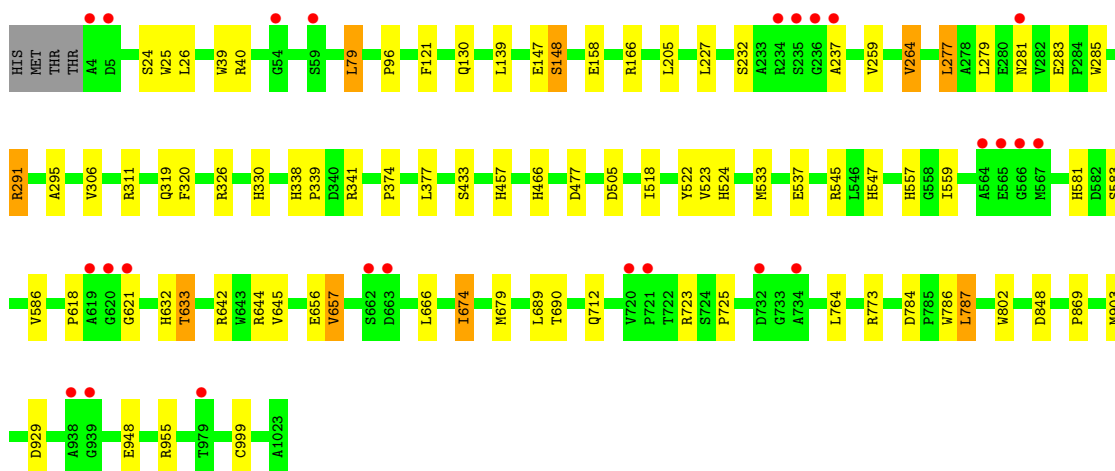 HIS MET THR THR A4 D5 S24 W25 L26 W39 R40 G54 S59 L79 P96 F121 Q130 L139 E147 S148 E158 R166 L205 L227 S232 A233 R234 S235 G236 A237 V259 V264 L277 A278 L279 E280 N281 V282 E283 P284 W285
R291 A295 V306 R311 Q319 F320 R326 H330 H338 P339 D340 R341 P374 L377 S433 H457 H466 D477 D505 I518 Y522 V523 H524 M533 E537 R545 L546 H547 H557 G558 I559 A564 E565 G566 M567 H581 D582 S583
V586 P618 A619 G620 G621 H632 T633 R642 W643 R644 V645 E656 V657 S662 D663 L666 I674 M679 L689 T690 Q712 V720 P721 T722 R723 S724 P725 D732 G733 A734 L764 R773 D784 P785 W786 L787 W802 D848 P869 M903
D929 A938 G939 E948 R955 T979 C999 A1023